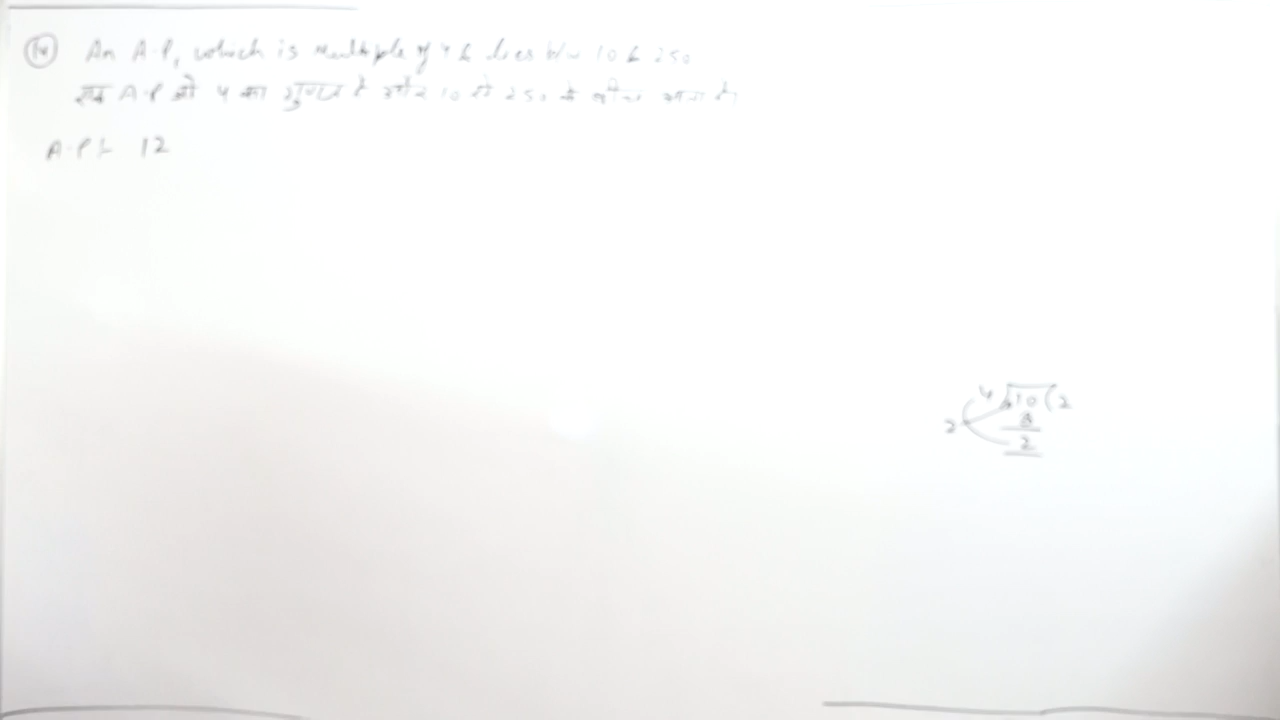 (iv) An A.P, which is multiple of 4 & lies b/w 10 & 250
एक A.P जो 4 का गुणज है और 10 से 250 के बीच आता है।
A.P:- 12
4 10 ( 2
2 8
2